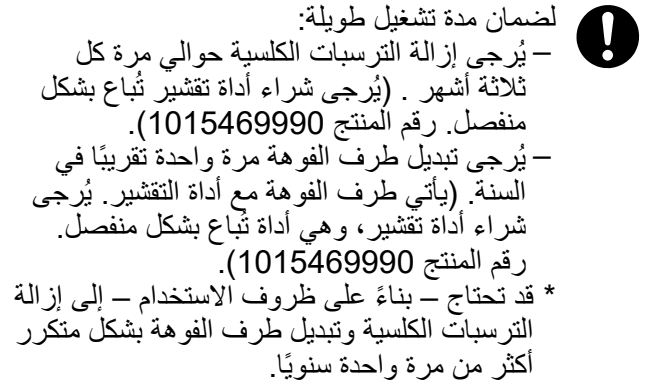 لضمان مدة تشغيل طويلة:
– يُرجى إزالة الترسبات الكلسية حوالي مرة كل
ثلاثة أشهر . (يُرجى شراء أداة تقشير تُباع بشكل
منفصل. رقم المنتج 1015469990).
– يُرجى تبديل طرف الفوهة مرة واحدة تقريبًا في
السنة. (يأتي طرف الفوهة مع أداة التقشير. يُرجى
شراء أداة تقشير، وهي أداة تُباع بشكل منفصل.
رقم المنتج 1015469990).
* قد تحتاج – بناءً على ظروف الاستخدام – إلى إزالة
الترسبات الكلسية وتبديل طرف الفوهة بشكل متكرر
أكثر من مرة واحدة سنويًا.